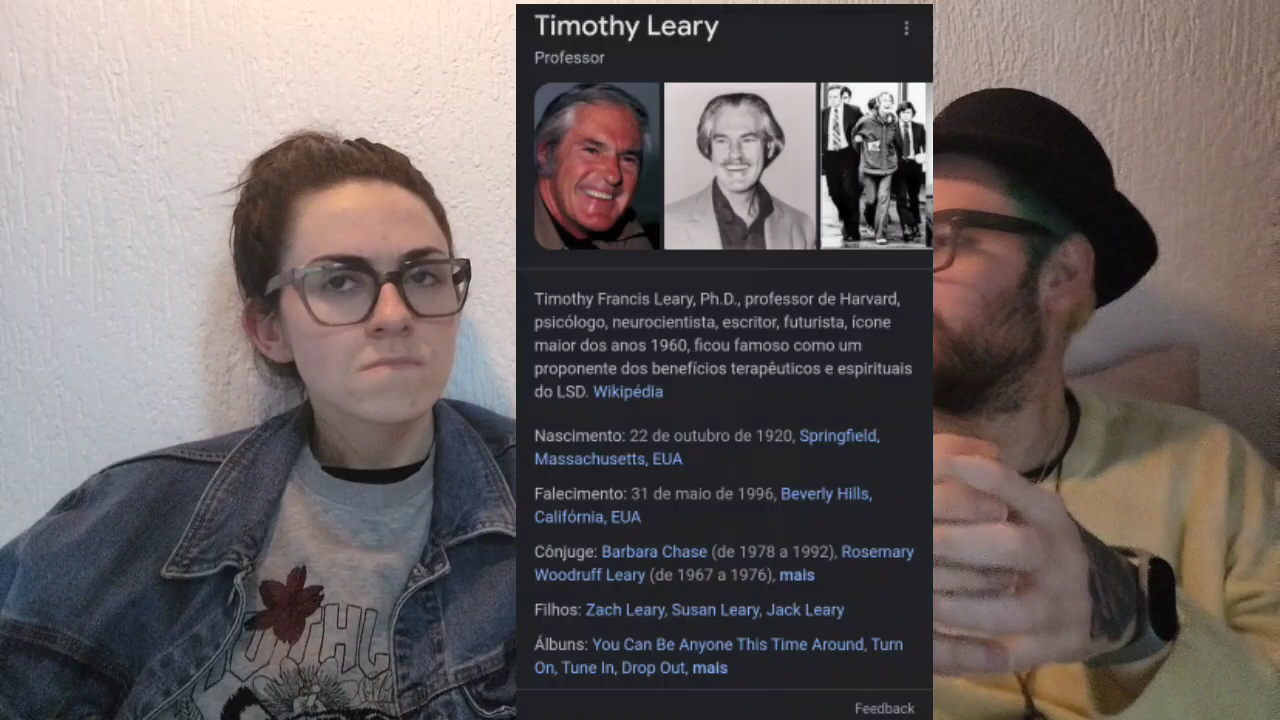 Timothy Leary
Professor
Timothy Francis Leary, Ph.D., professor de Harvard,
psicólogo, neurocientista, escritor, futurista, ícone
maior dos anos 1960, ficou famoso como um
proponente dos benefícios terapêuticos e espirituais
do LSD. Wikipédia
Nascimento: 22 de outubro de 1920, Springfield,
Massachusetts, EUA
Falecimento: 31 de maio de 1996, Beverly Hills,
Califórnia, EUA
Cônjuge: Barbara Chase (de 1978 a 1992), Rosemary
Woodruff Leary (de 1967 a 1976), mais
Filhos: Zach Leary, Susan Leary, Jack Leary
Álbuns: You Can Be Anyone This Time Around, Turn
On, Tune In, Drop Out, mais
Feedback